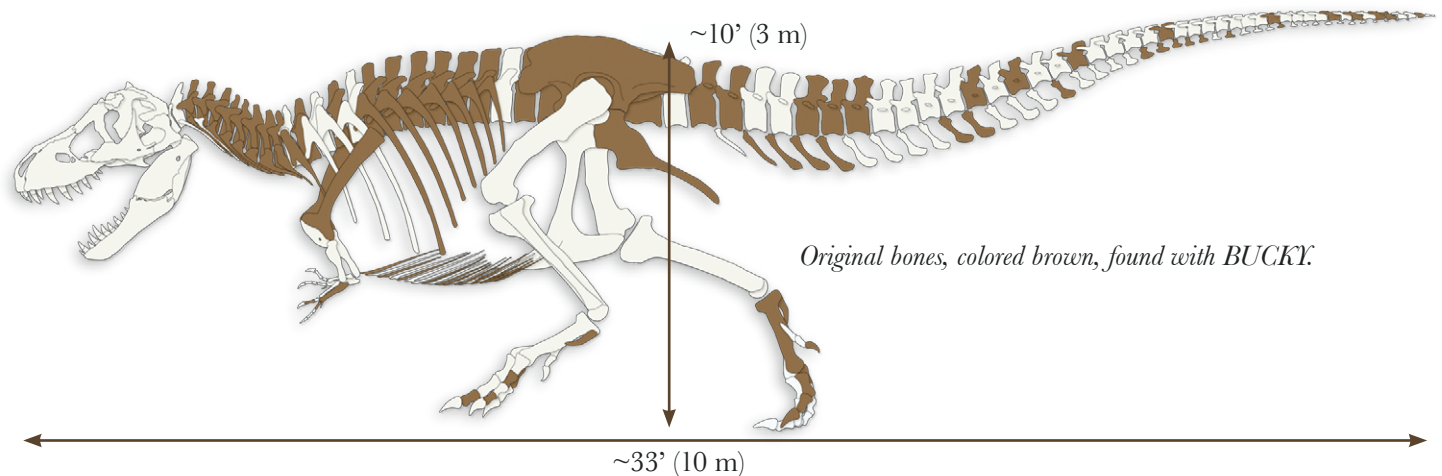 ~10’ (3 m)
Original bones, colored brown, found with BUCKY.
~33’ (10 m)